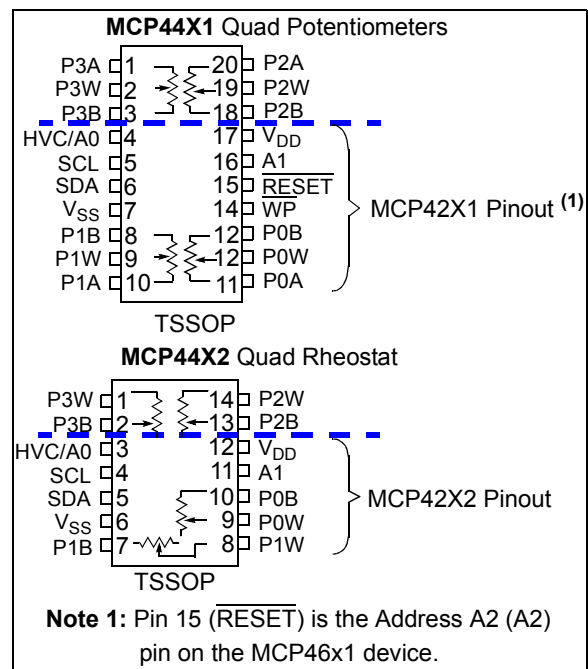 MCP44X1 Quad Potentiometers
P3A 1 20 P2A
P3W 2 19 P2W
P3B 3 18 P2B
HVC/A0 4 17 VDD
SCL 5 16 A1
SDA 6 15 RESET
VSS 7 14 WP
P1B 8 12 P0B
P1W 9 12 P0W
P1A 10 11 P0A
MCP42X1 Pinout (1)
TSSOP
MCP44X2 Quad Rheostat
P3W 1 14 P2W
P3B 2 13 P2B
HVC/A0 3 12 VDD
SCL 4 11 A1
SDA 5 10 P0B
VSS 6 9 P0W
P1B 7 8 P1W
MCP42X2 Pinout
TSSOP
Note 1: Pin 15 (RESET) is the Address A2 (A2)
pin on the MCP46x1 device.